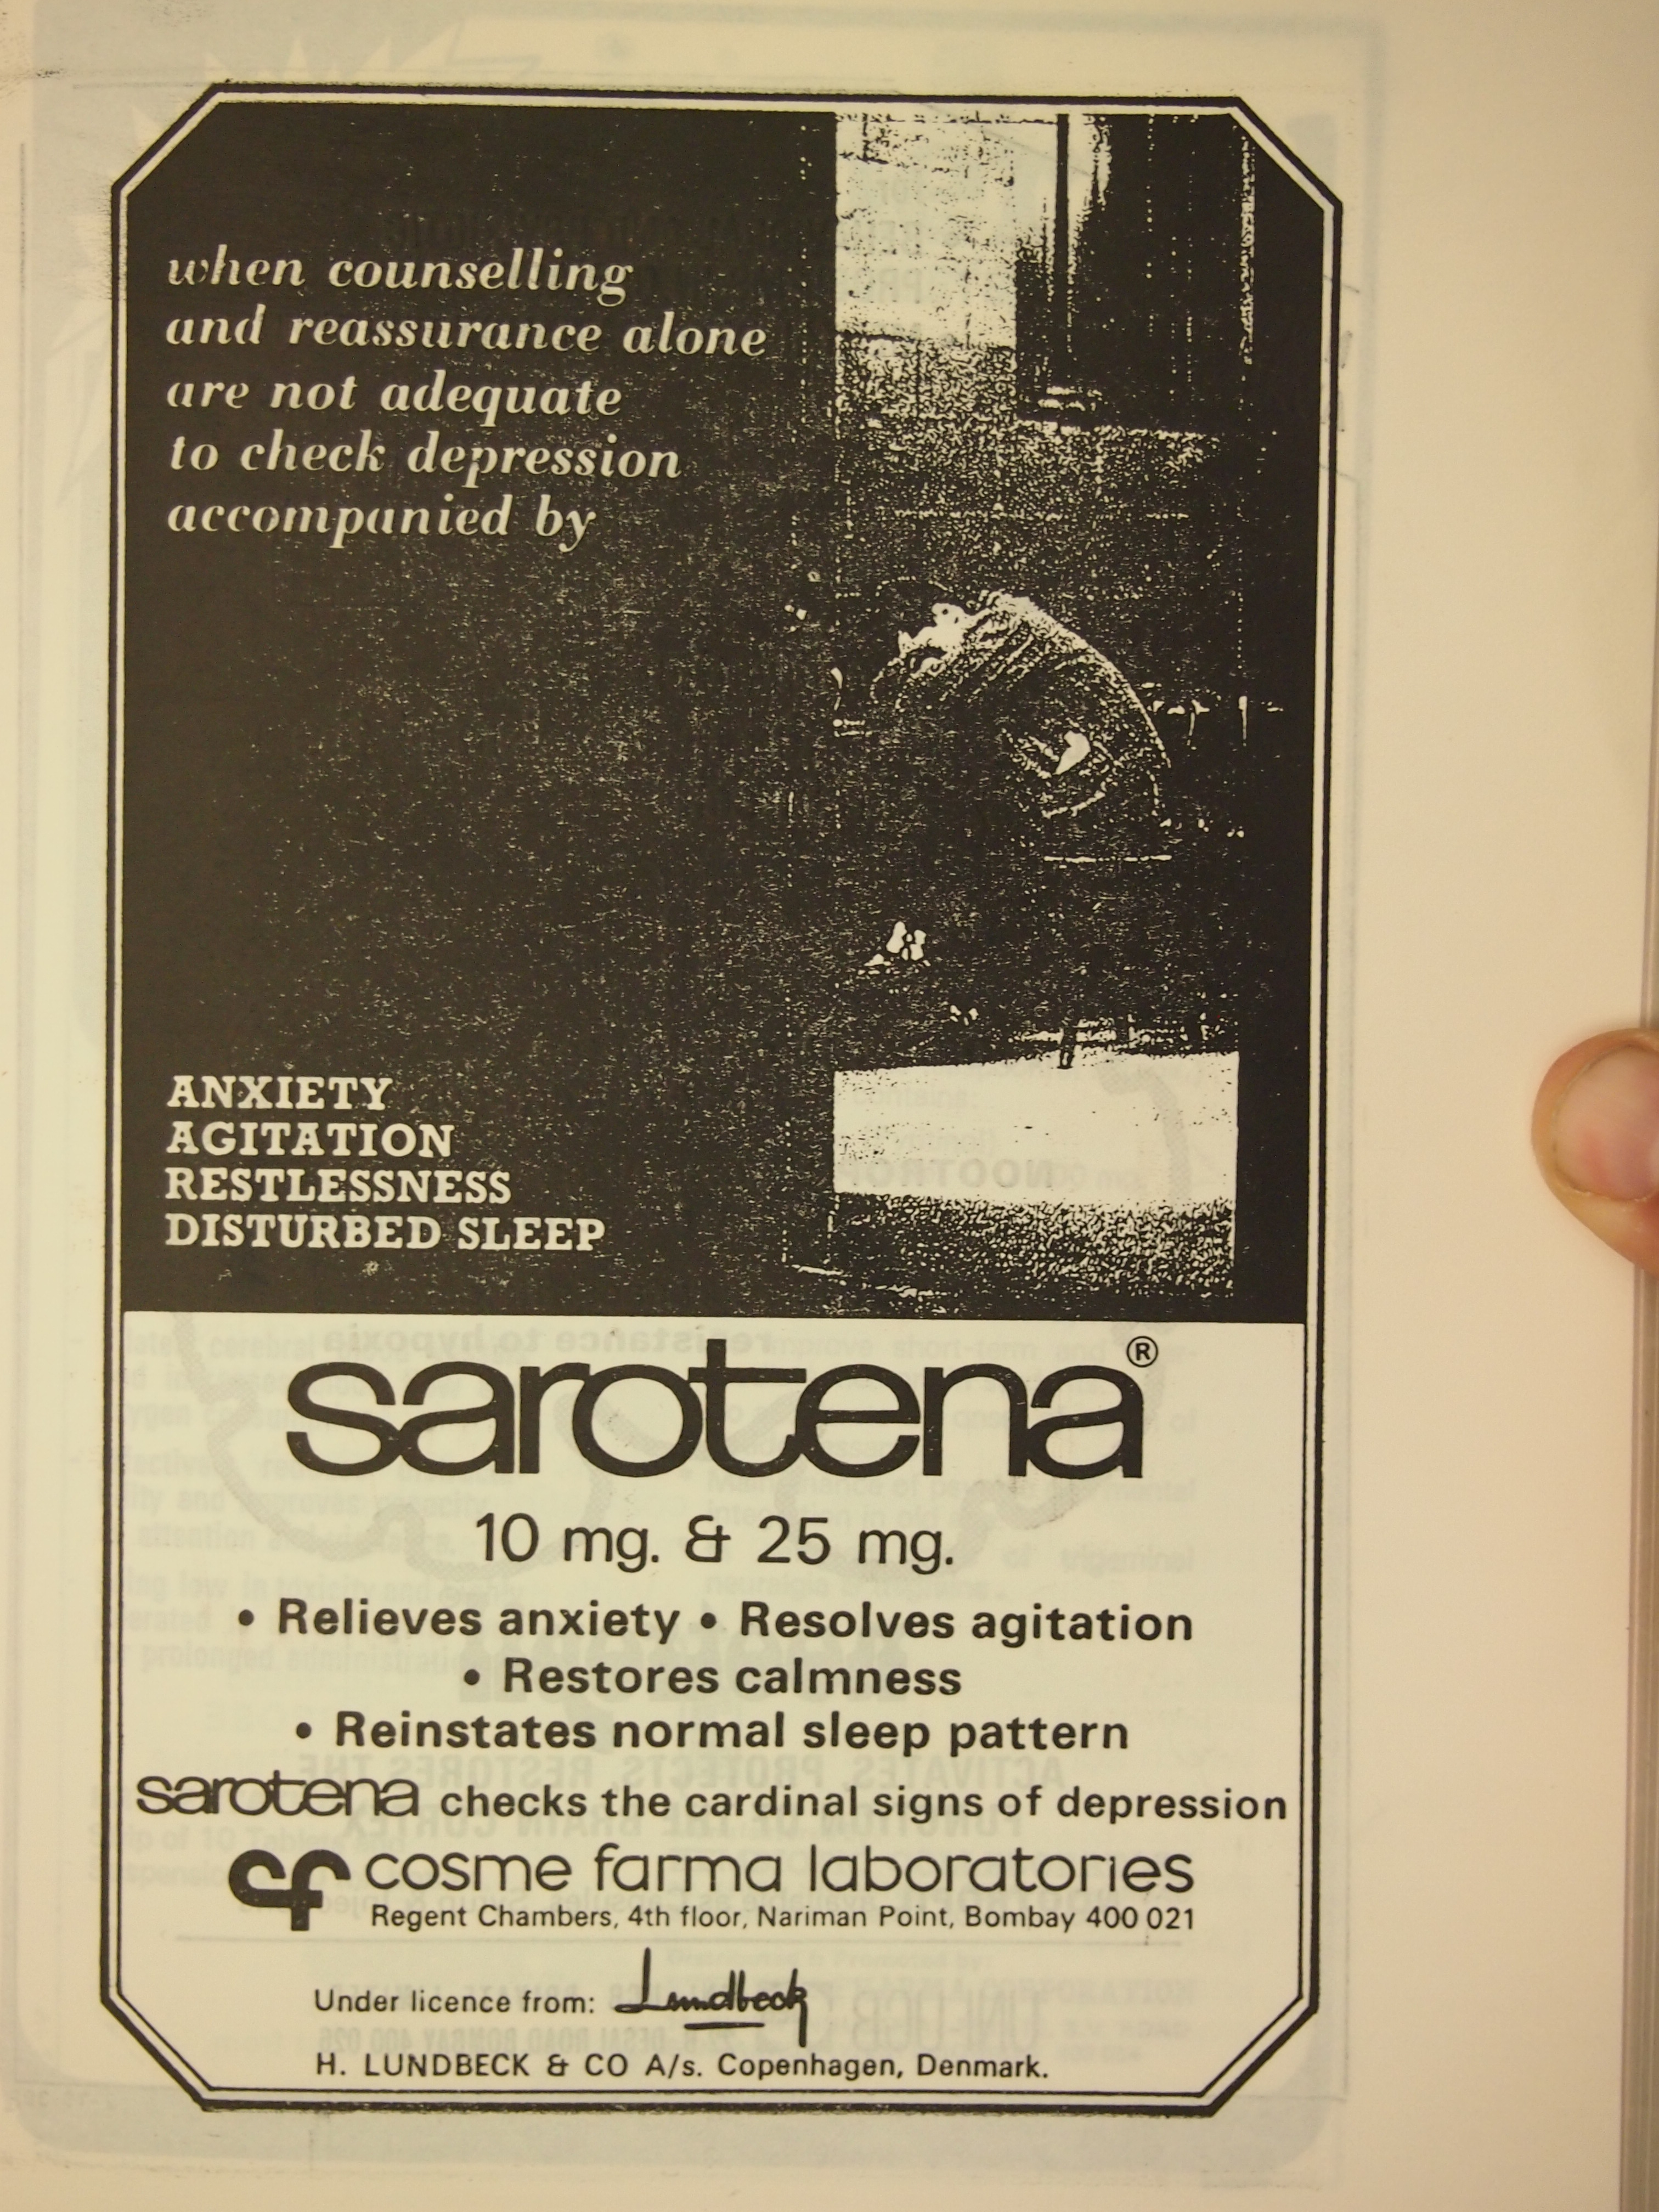 when counselling
and reassurance alone
are not adequate
to check depression
accompanied by
ANXIETY
AGITATION
RESTLESSNESS
DISTURBED SLEEP
sarotena®
10 mg. & 25 mg.
• Relieves anxiety • Resolves agitation
• Restores calmness
• Reinstates normal sleep pattern
sarotena checks the cardinal signs of depression
cf cosme farma laboratories
Regent Chambers, 4th floor, Nariman Point, Bombay 400 021
Under licence from: Lundbeck
H. LUNDBECK & CO A/s. Copenhagen, Denmark.